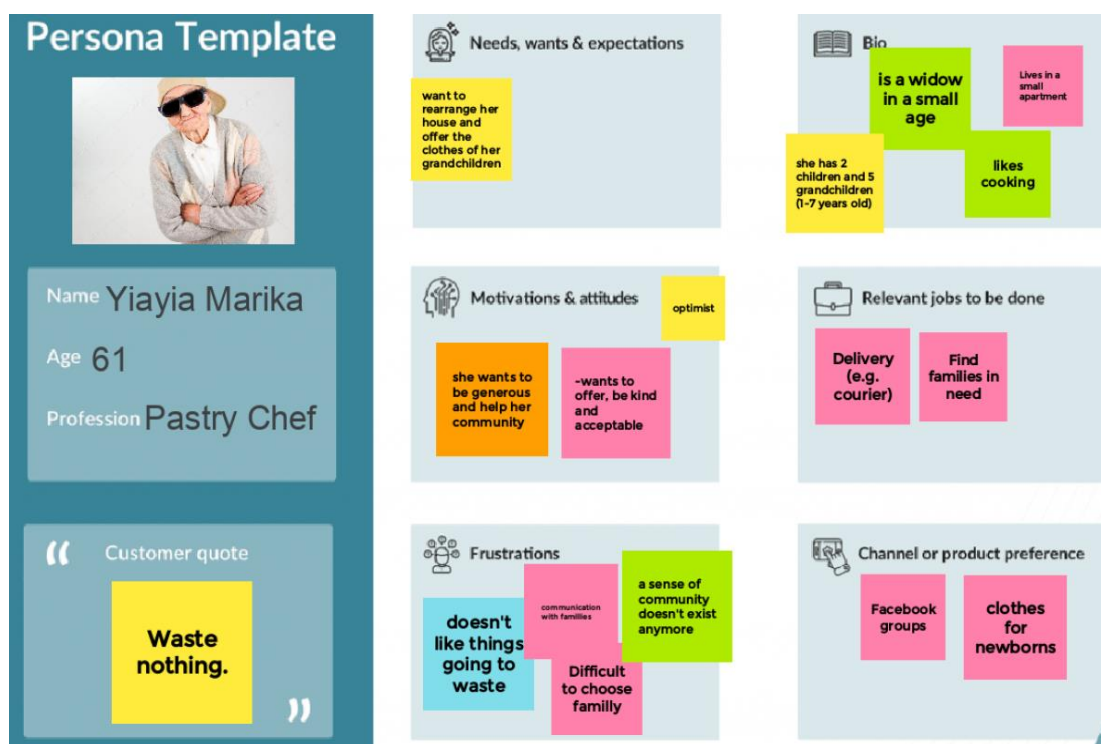 Persona Template
Name Yiayia Marika
Age 61
Profession Pastry Chef
“ Customer quote
Waste
nothing.
”
Needs, wants & expectations
want to
rearrange her
house and
offer the
clothes of her
grandchildren
Bio
is a widow
in a small
age
Lives in a
small
apartment
she has 2
children and 5
grandchildren
(1-7 years old)
likes
cooking
Motivations & attitudes
optimist
she wants to
be generous
and help her
community
-wants to
offer, be kind
and
acceptable
Relevant jobs to be done
Delivery
(e.g.
courier)
Find
families in
need
Frustrations
doesn't
like things
going to
waste
communication
with families
a sense of
community
doesn't exist
anymore
Difficult
to choose
familly
Channel or product preference
Facebook
groups
clothes
for
newborns